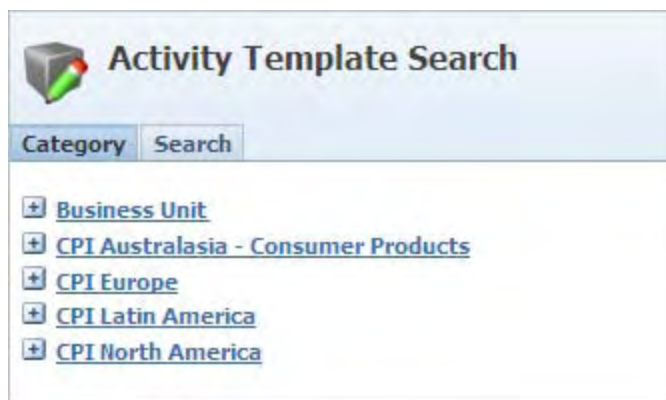 Activity Template Search
Category Search
Business Unit
CPI Australasia - Consumer Products
CPI Europe
CPI Latin America
CPI North America